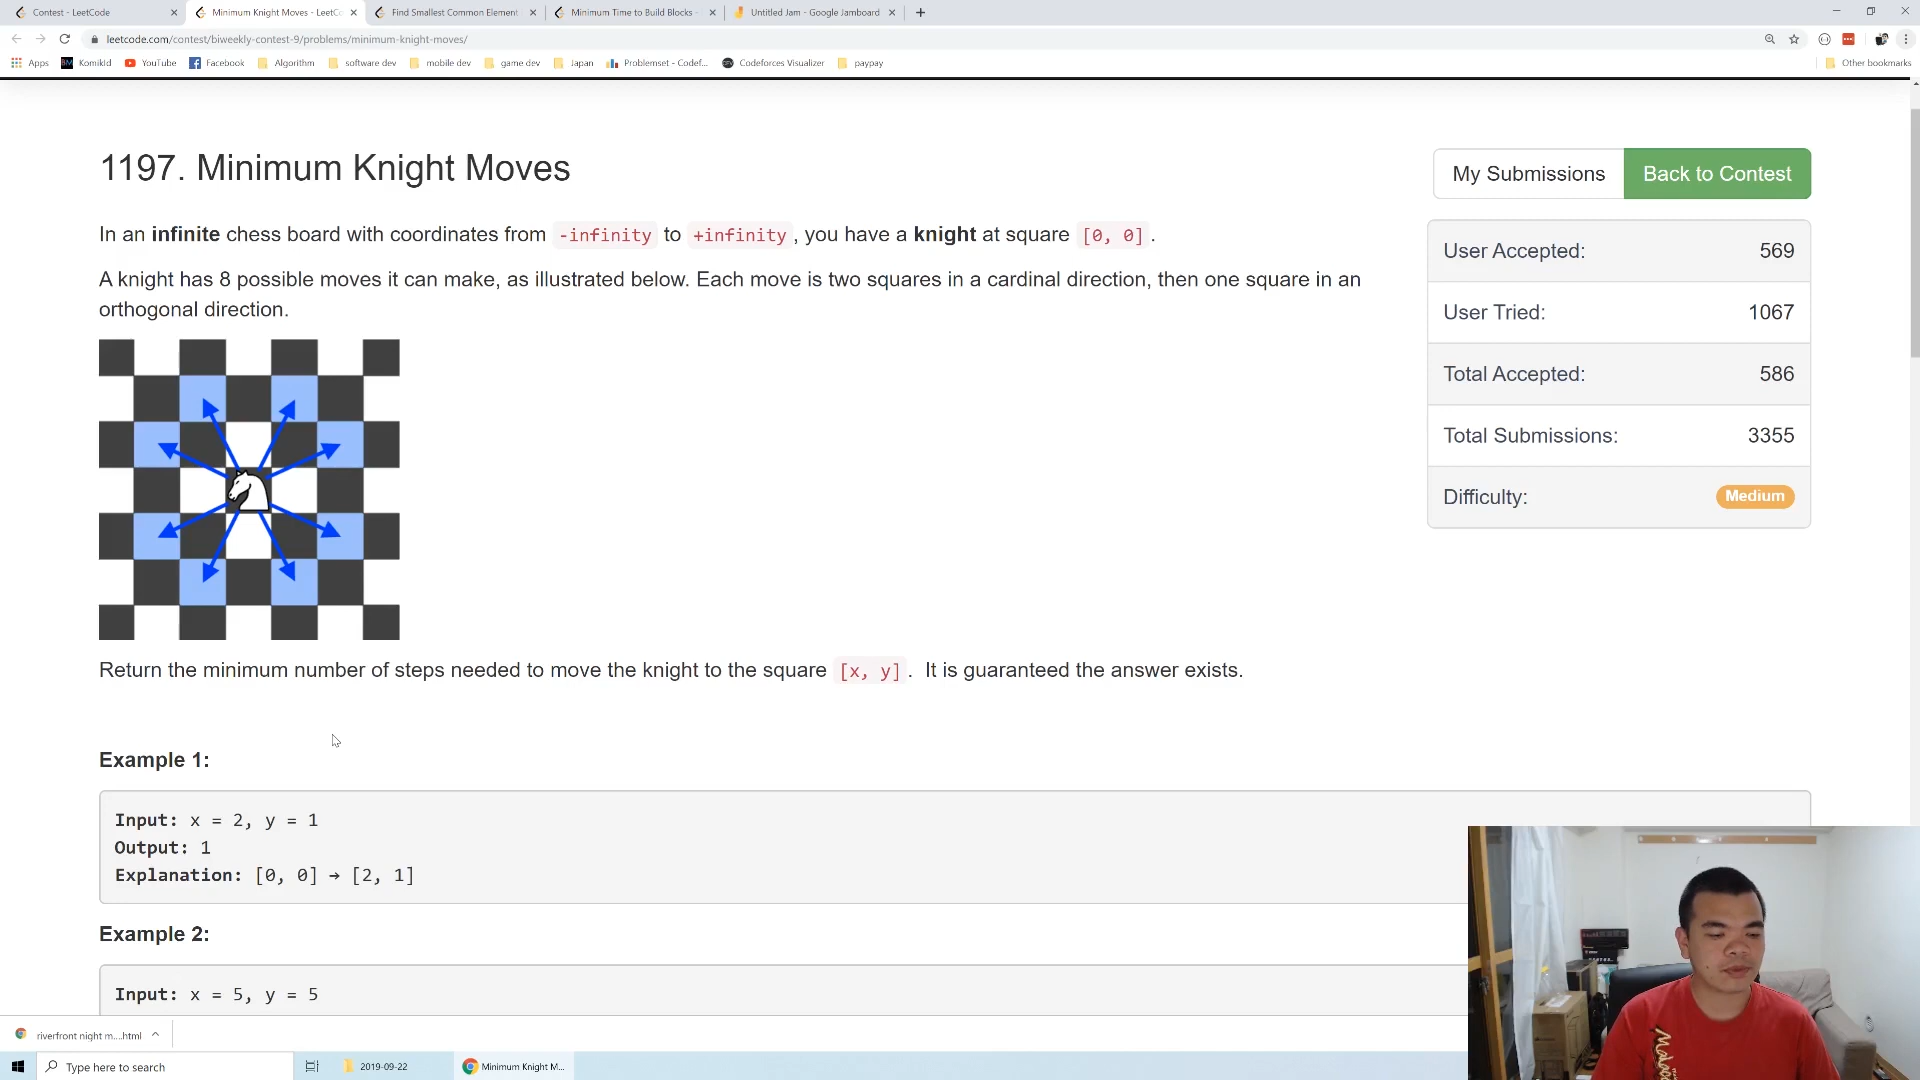 Contest - LeetCode
Minimum Knight Moves - LeetCo
Find Smallest Common Element
Minimum Time to Build Blocks -
Untitled Jam - Google Jamboard
leetcode.com/contest/biweekly-contest-9/problems/minimum-knight-moves/
Apps
KomikId
YouTube
Facebook
Algorithm
software dev
mobile dev
game dev
Japan
Problemset - Codef...
Codeforces Visualizer
paypay
Other bookmarks
1197. Minimum Knight Moves
My Submissions
Back to Contest
In an infinite chess board with coordinates from -infinity to +infinity, you have a knight at square [0, 0].
A knight has 8 possible moves it can make, as illustrated below. Each move is two squares in a cardinal direction, then one square in an
orthogonal direction.
User Accepted: 569
User Tried: 1067
Total Accepted: 586
Total Submissions: 3355
Difficulty: Medium
Return the minimum number of steps needed to move the knight to the square [x, y]. It is guaranteed the answer exists.
Example 1:
Input: x = 2, y = 1
Output: 1
Explanation: [0, 0] → [2, 1]
Example 2:
Input: x = 5, y = 5
riverfront night m....html
Type here to search
2019-09-22
Minimum Knight M...